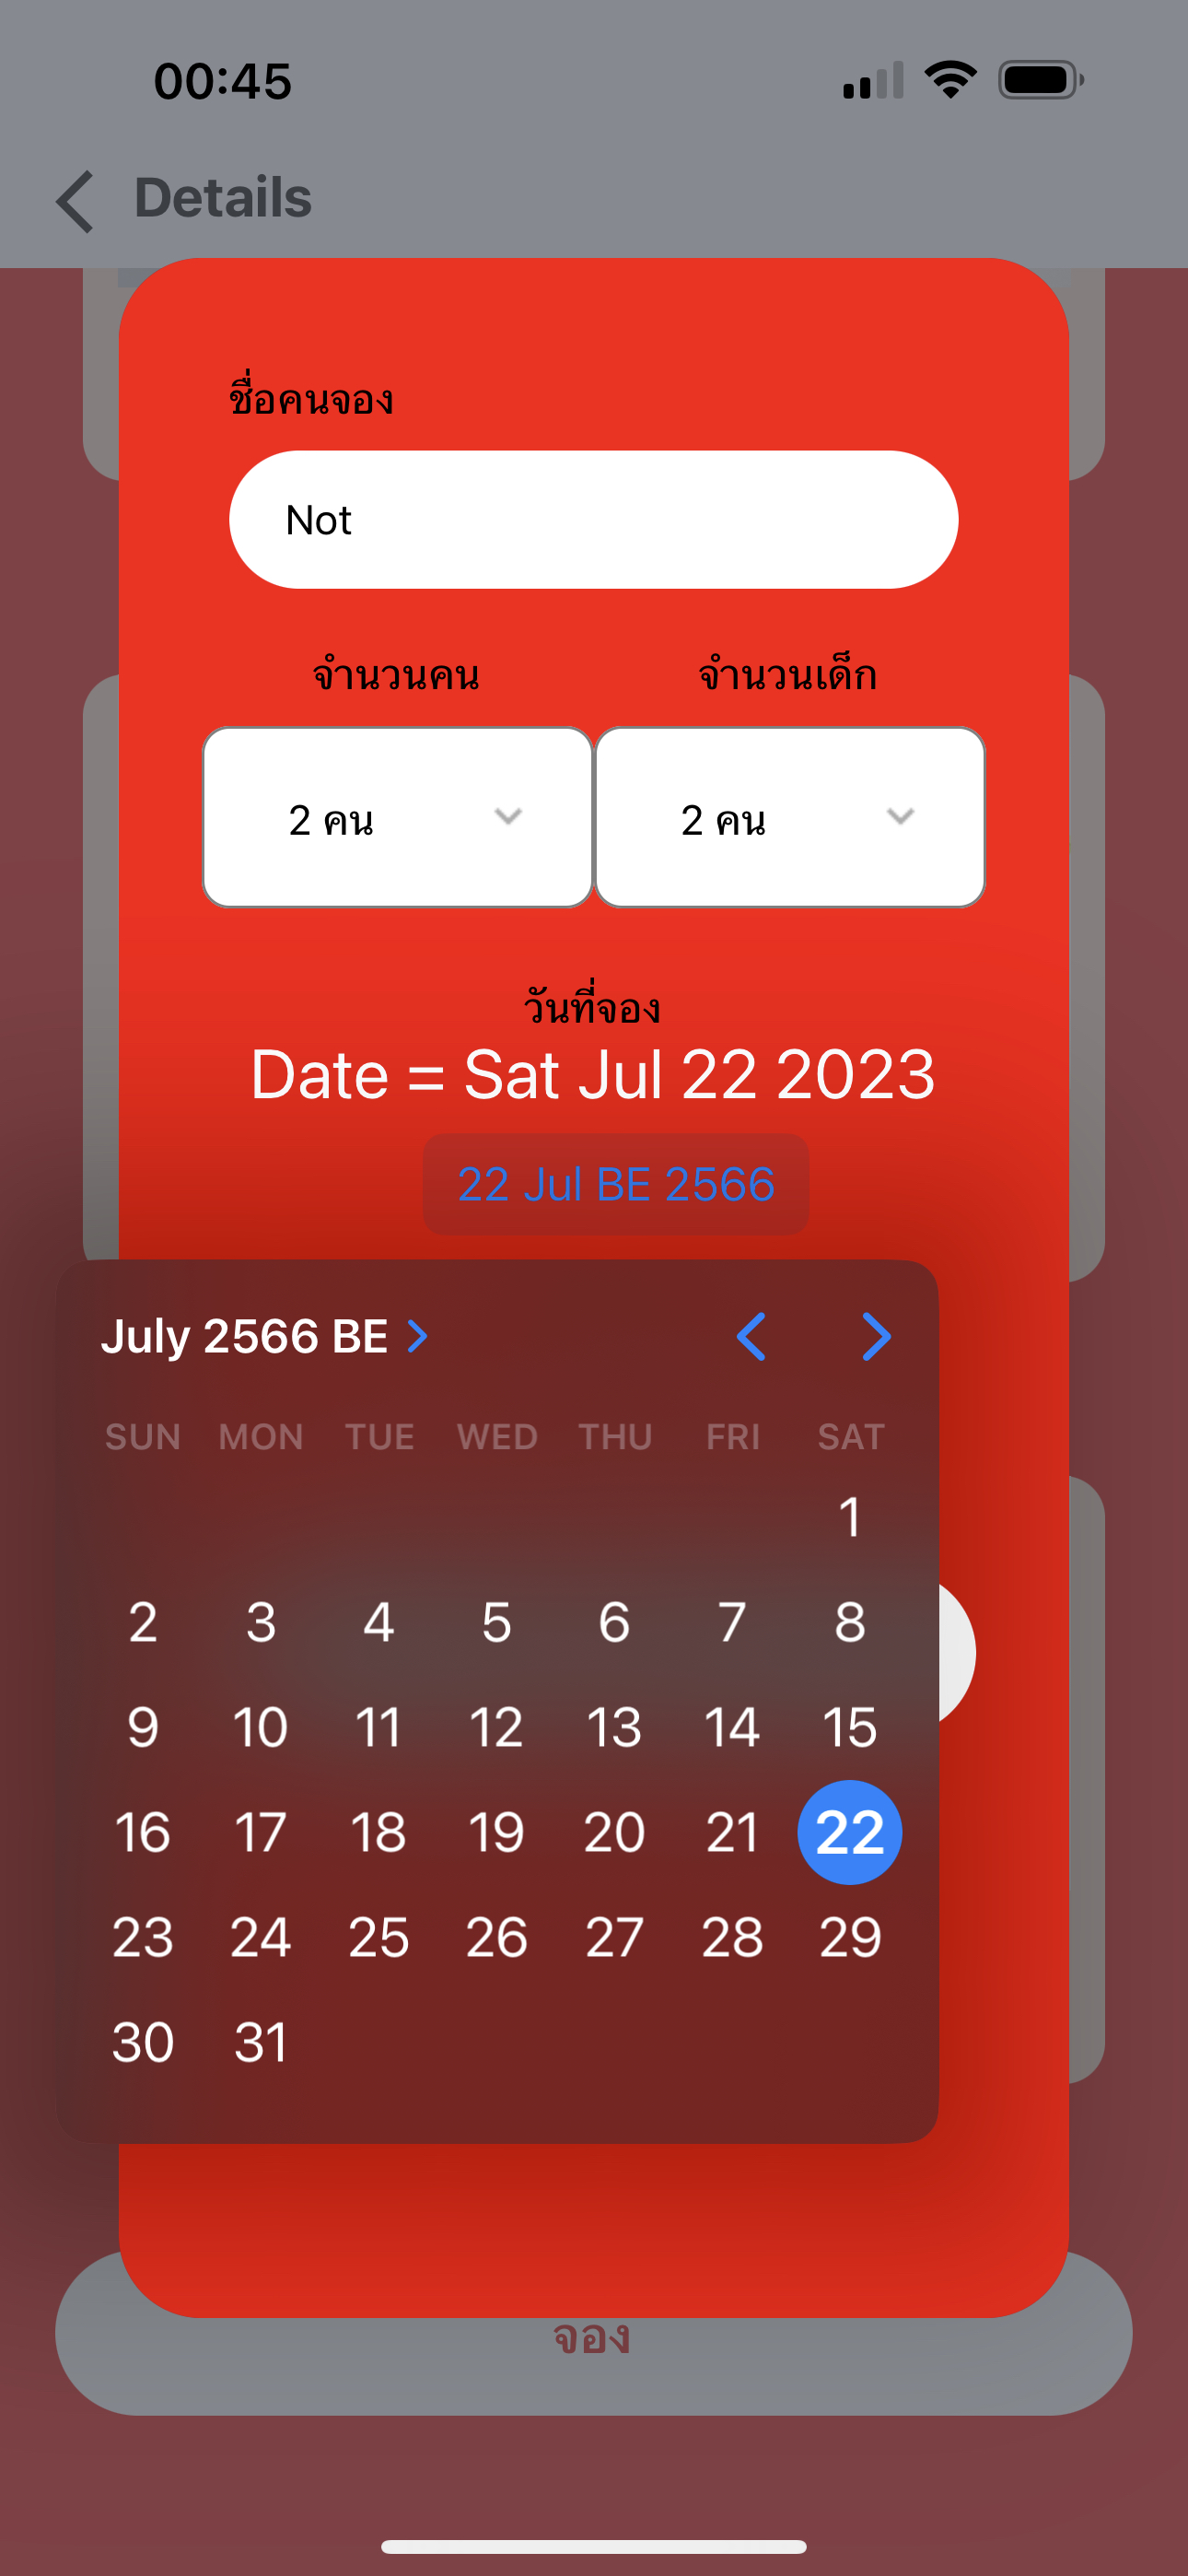 00:45
Details
ชื่อคนจอง
Not
จำนวนคน จำนวนเด็ก
2 คน 2 คน
วันที่จอง
Date = Sat Jul 22 2023
22 Jul BE 2566
July 2566 BE
SUN MON TUE WED THU FRI SAT
1
2 3 4 5 6 7 8
9 10 11 12 13 14 15
16 17 18 19 20 21 22
23 24 25 26 27 28 29
30 31
จอง